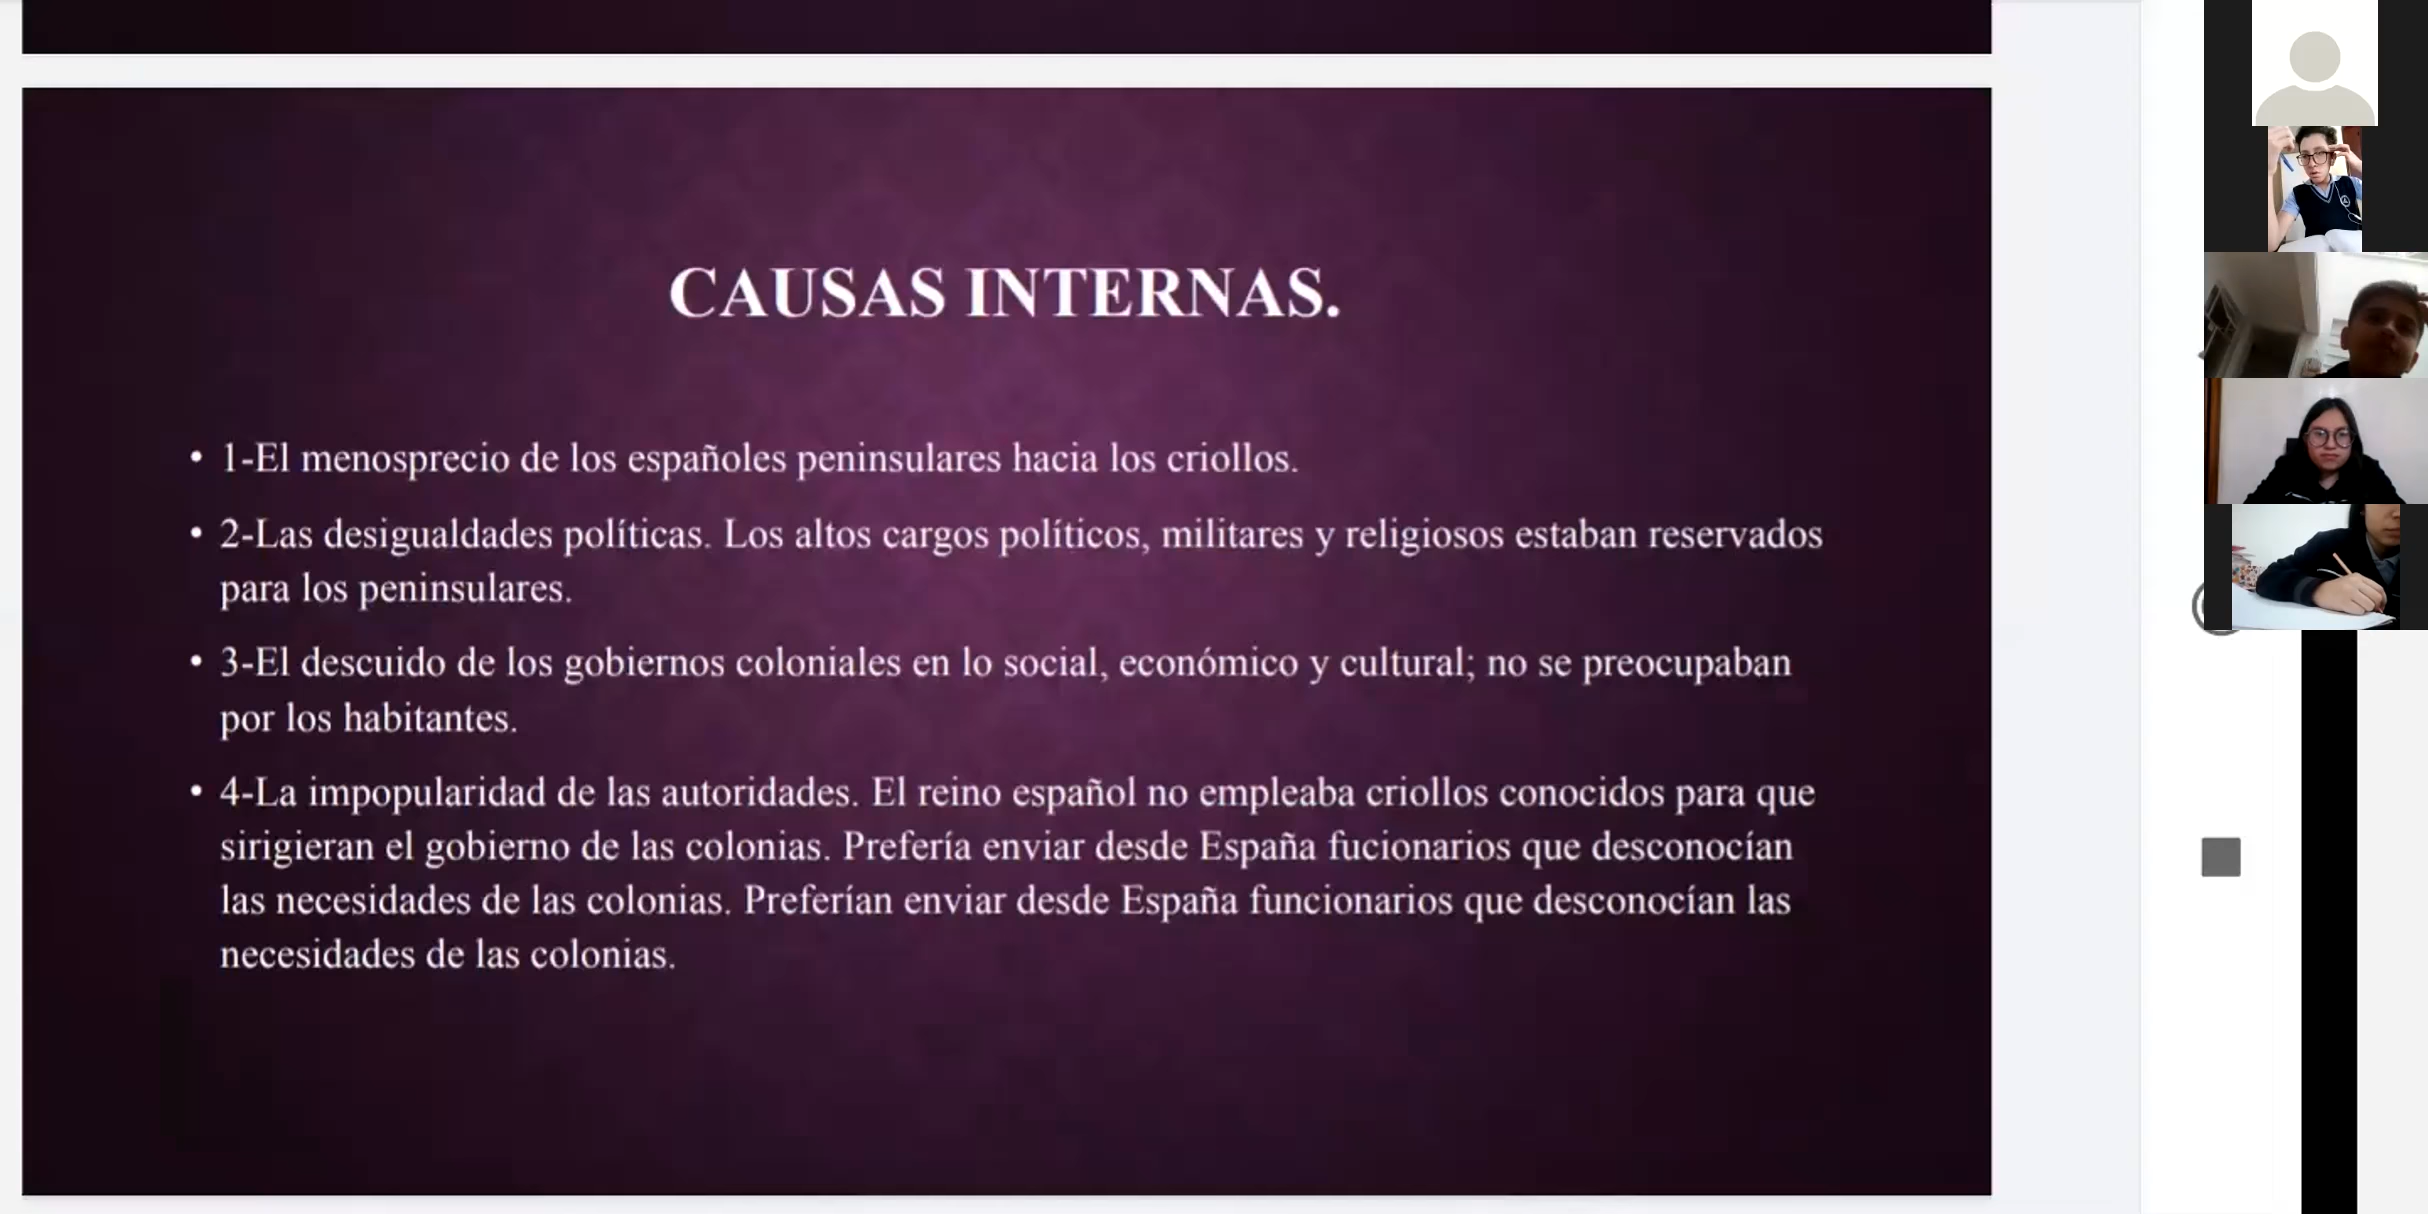 CAUSAS INTERNAS.
• 1-El menosprecio de los españoles peninsulares hacia los criollos.
• 2-Las desigualdades políticas. Los altos cargos políticos, militares y religiosos estaban reservados
para los peninsulares.
• 3-El descuido de los gobiernos coloniales en lo social, económico y cultural; no se preocupaban
por los habitantes.
• 4-La impopularidad de las autoridades. El reino español no empleaba criollos conocidos para que
sirigieran el gobierno de las colonias. Prefería enviar desde España fucionarios que desconocían
las necesidades de las colonias. Preferían enviar desde España funcionarios que desconocían las
necesidades de las colonias.